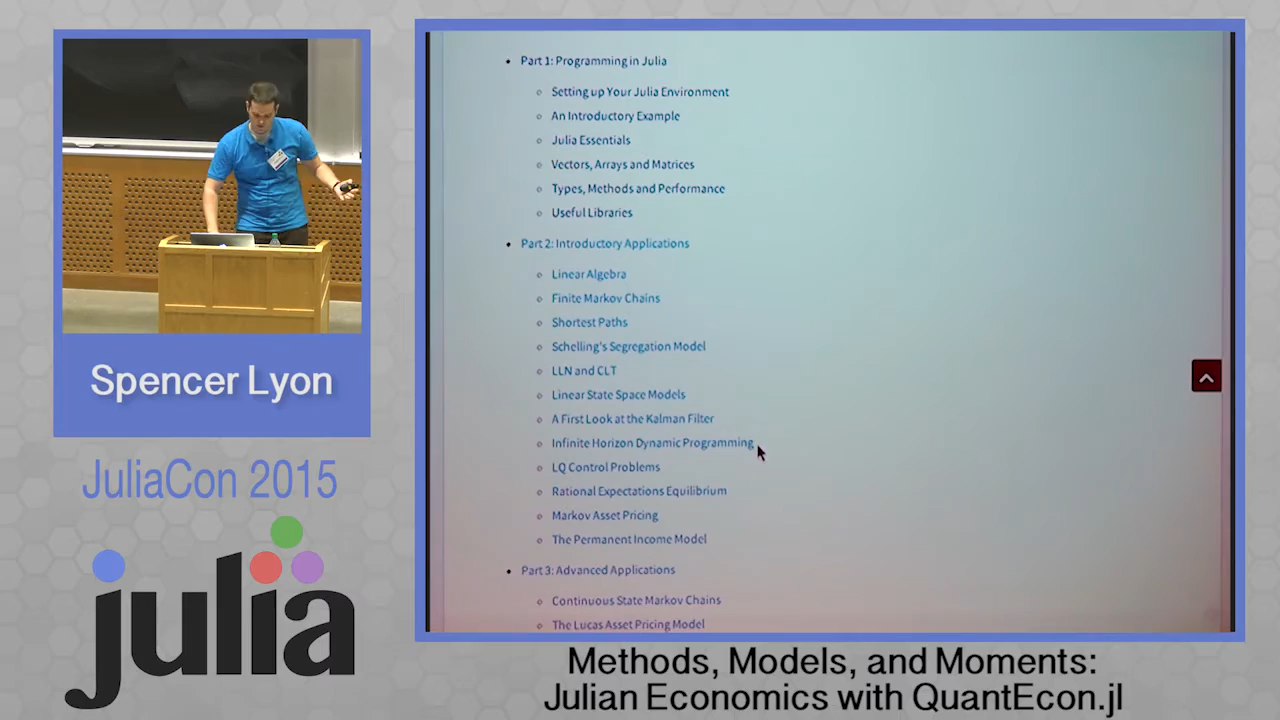 Part 1: Programming in Julia
Setting up Your Julia Environment
An Introductory Example
Julia Essentials
Vectors, Arrays and Matrices
Types, Methods and Performance
Useful Libraries
Part 2: Introductory Applications
Linear Algebra
Finite Markov Chains
Shortest Paths
Schelling's Segregation Model
LLN and CLT
Linear State Space Models
A First Look at the Kalman Filter
Infinite Horizon Dynamic Programming
LQ Control Problems
Rational Expectations Equilibrium
Markov Asset Pricing
The Permanent Income Model
Part 3: Advanced Applications
Continuous State Markov Chains
The Lucas Asset Pricing Model
Spencer Lyon
JuliaCon 2015
julia
Methods, Models, and Moments:
Julian Economics with QuantEcon.jl